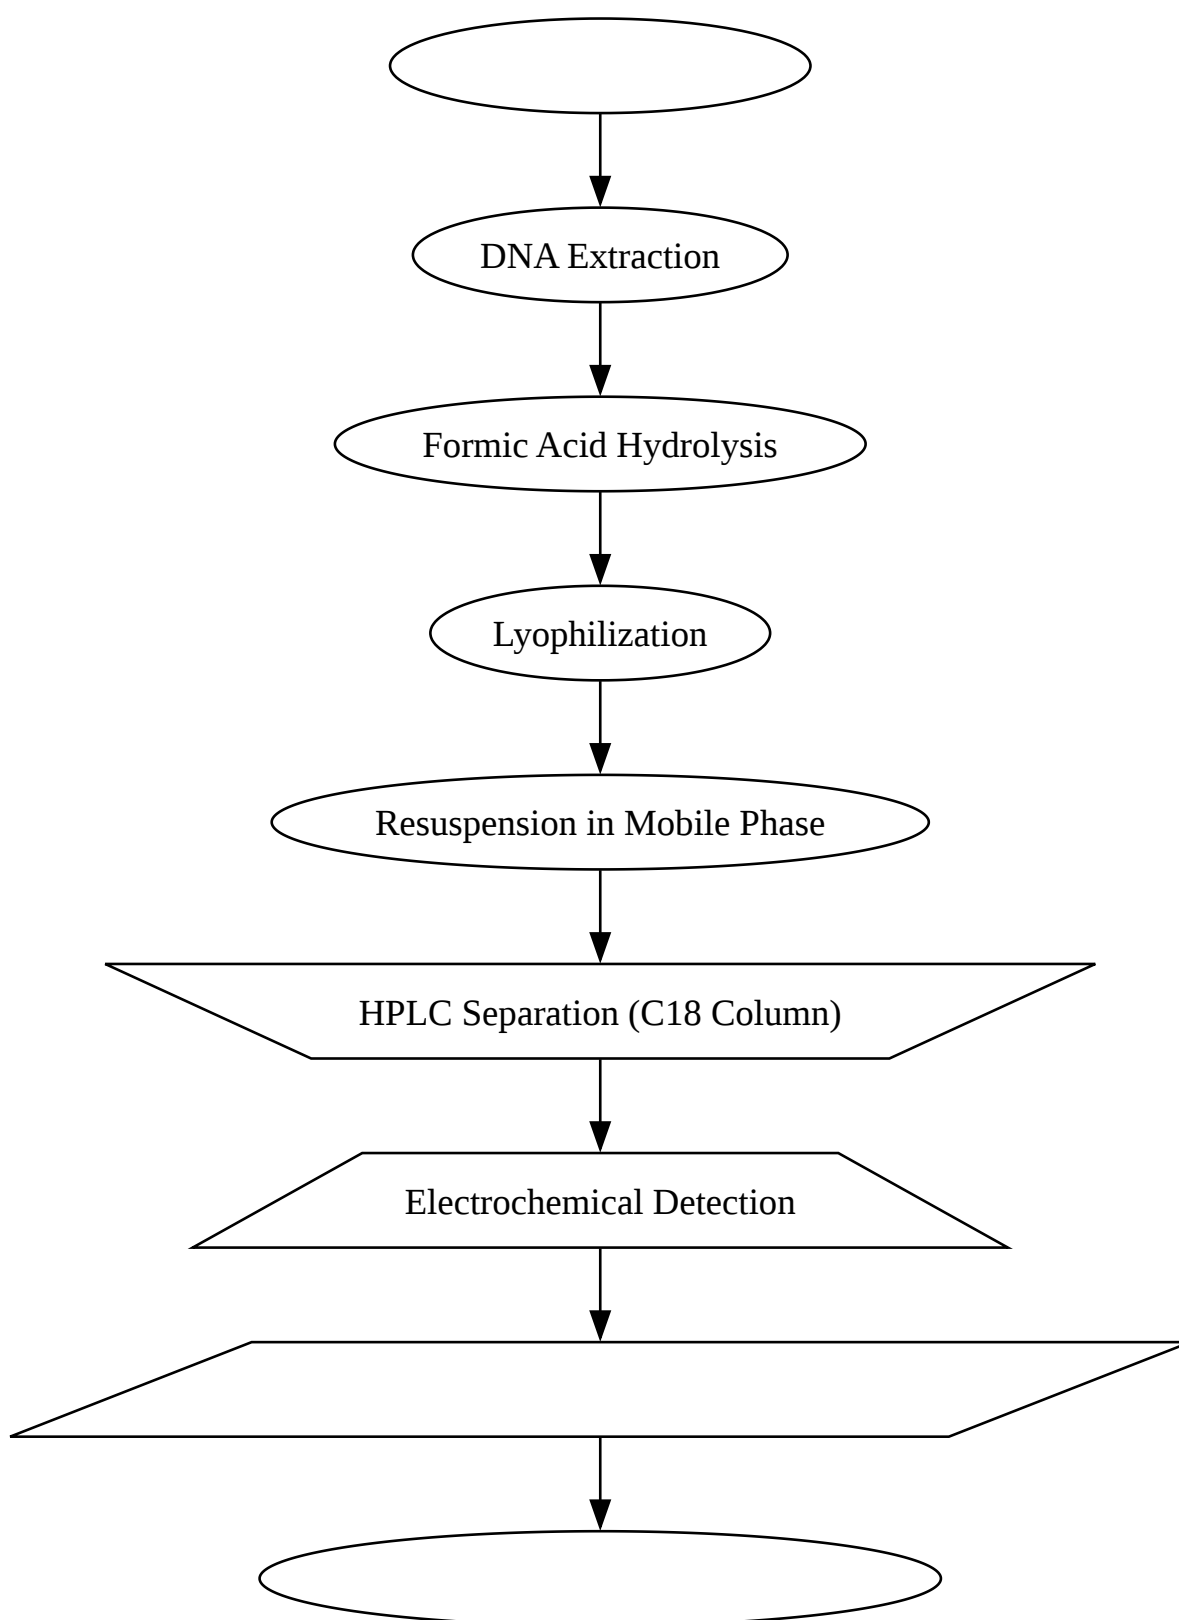 DNA Extraction
Formic Acid Hydrolysis
Lyophilization
Resuspension in Mobile Phase
HPLC Separation (C18 Column)
Electrochemical Detection